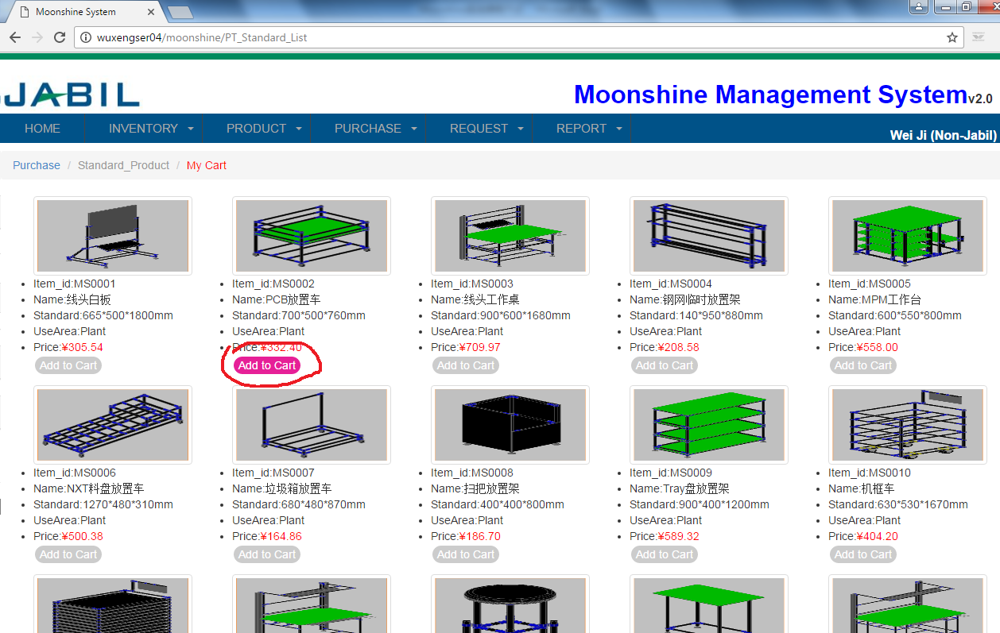 Moonshine System
wuxengser04/moonshine/PT_Standard_List
JABIL
Moonshine Management Systemv2.0
HOME INVENTORY PRODUCT PURCHASE REQUEST REPORT
Wei Ji (Non-Jabil)
Purchase / Standard_Product / My Cart
Item_id:MS0001
Name:线头白板
Standard:665*500*1800mm
UseArea:Plant
Price:¥305.54
Add to Cart
Item_id:MS0002
Name:PCB放置车
Standard:700*500*760mm
UseArea:Plant
Price:¥332.40
Add to Cart
Item_id:MS0003
Name:线头工作桌
Standard:900*600*1680mm
UseArea:Plant
Price:¥709.97
Add to Cart
Item_id:MS0004
Name:钢网临时放置架
Standard:140*950*880mm
UseArea:Plant
Price:¥208.58
Add to Cart
Item_id:MS0005
Name:MPM工作台
Standard:600*550*800mm
UseArea:Plant
Price:¥558.00
Add to Cart
Item_id:MS0006
Name:NXT料盘放置车
Standard:1270*480*310mm
UseArea:Plant
Price:¥500.38
Add to Cart
Item_id:MS0007
Name:垃圾箱放置车
Standard:680*480*870mm
UseArea:Plant
Price:¥164.86
Add to Cart
Item_id:MS0008
Name:扫把放置架
Standard:400*400*800mm
UseArea:Plant
Price:¥186.70
Add to Cart
Item_id:MS0009
Name:Tray盘放置架
Standard:900*400*1200mm
UseArea:Plant
Price:¥589.32
Add to Cart
Item_id:MS0010
Name:机框车
Standard:630*530*1670mm
UseArea:Plant
Price:¥404.20
Add to Cart